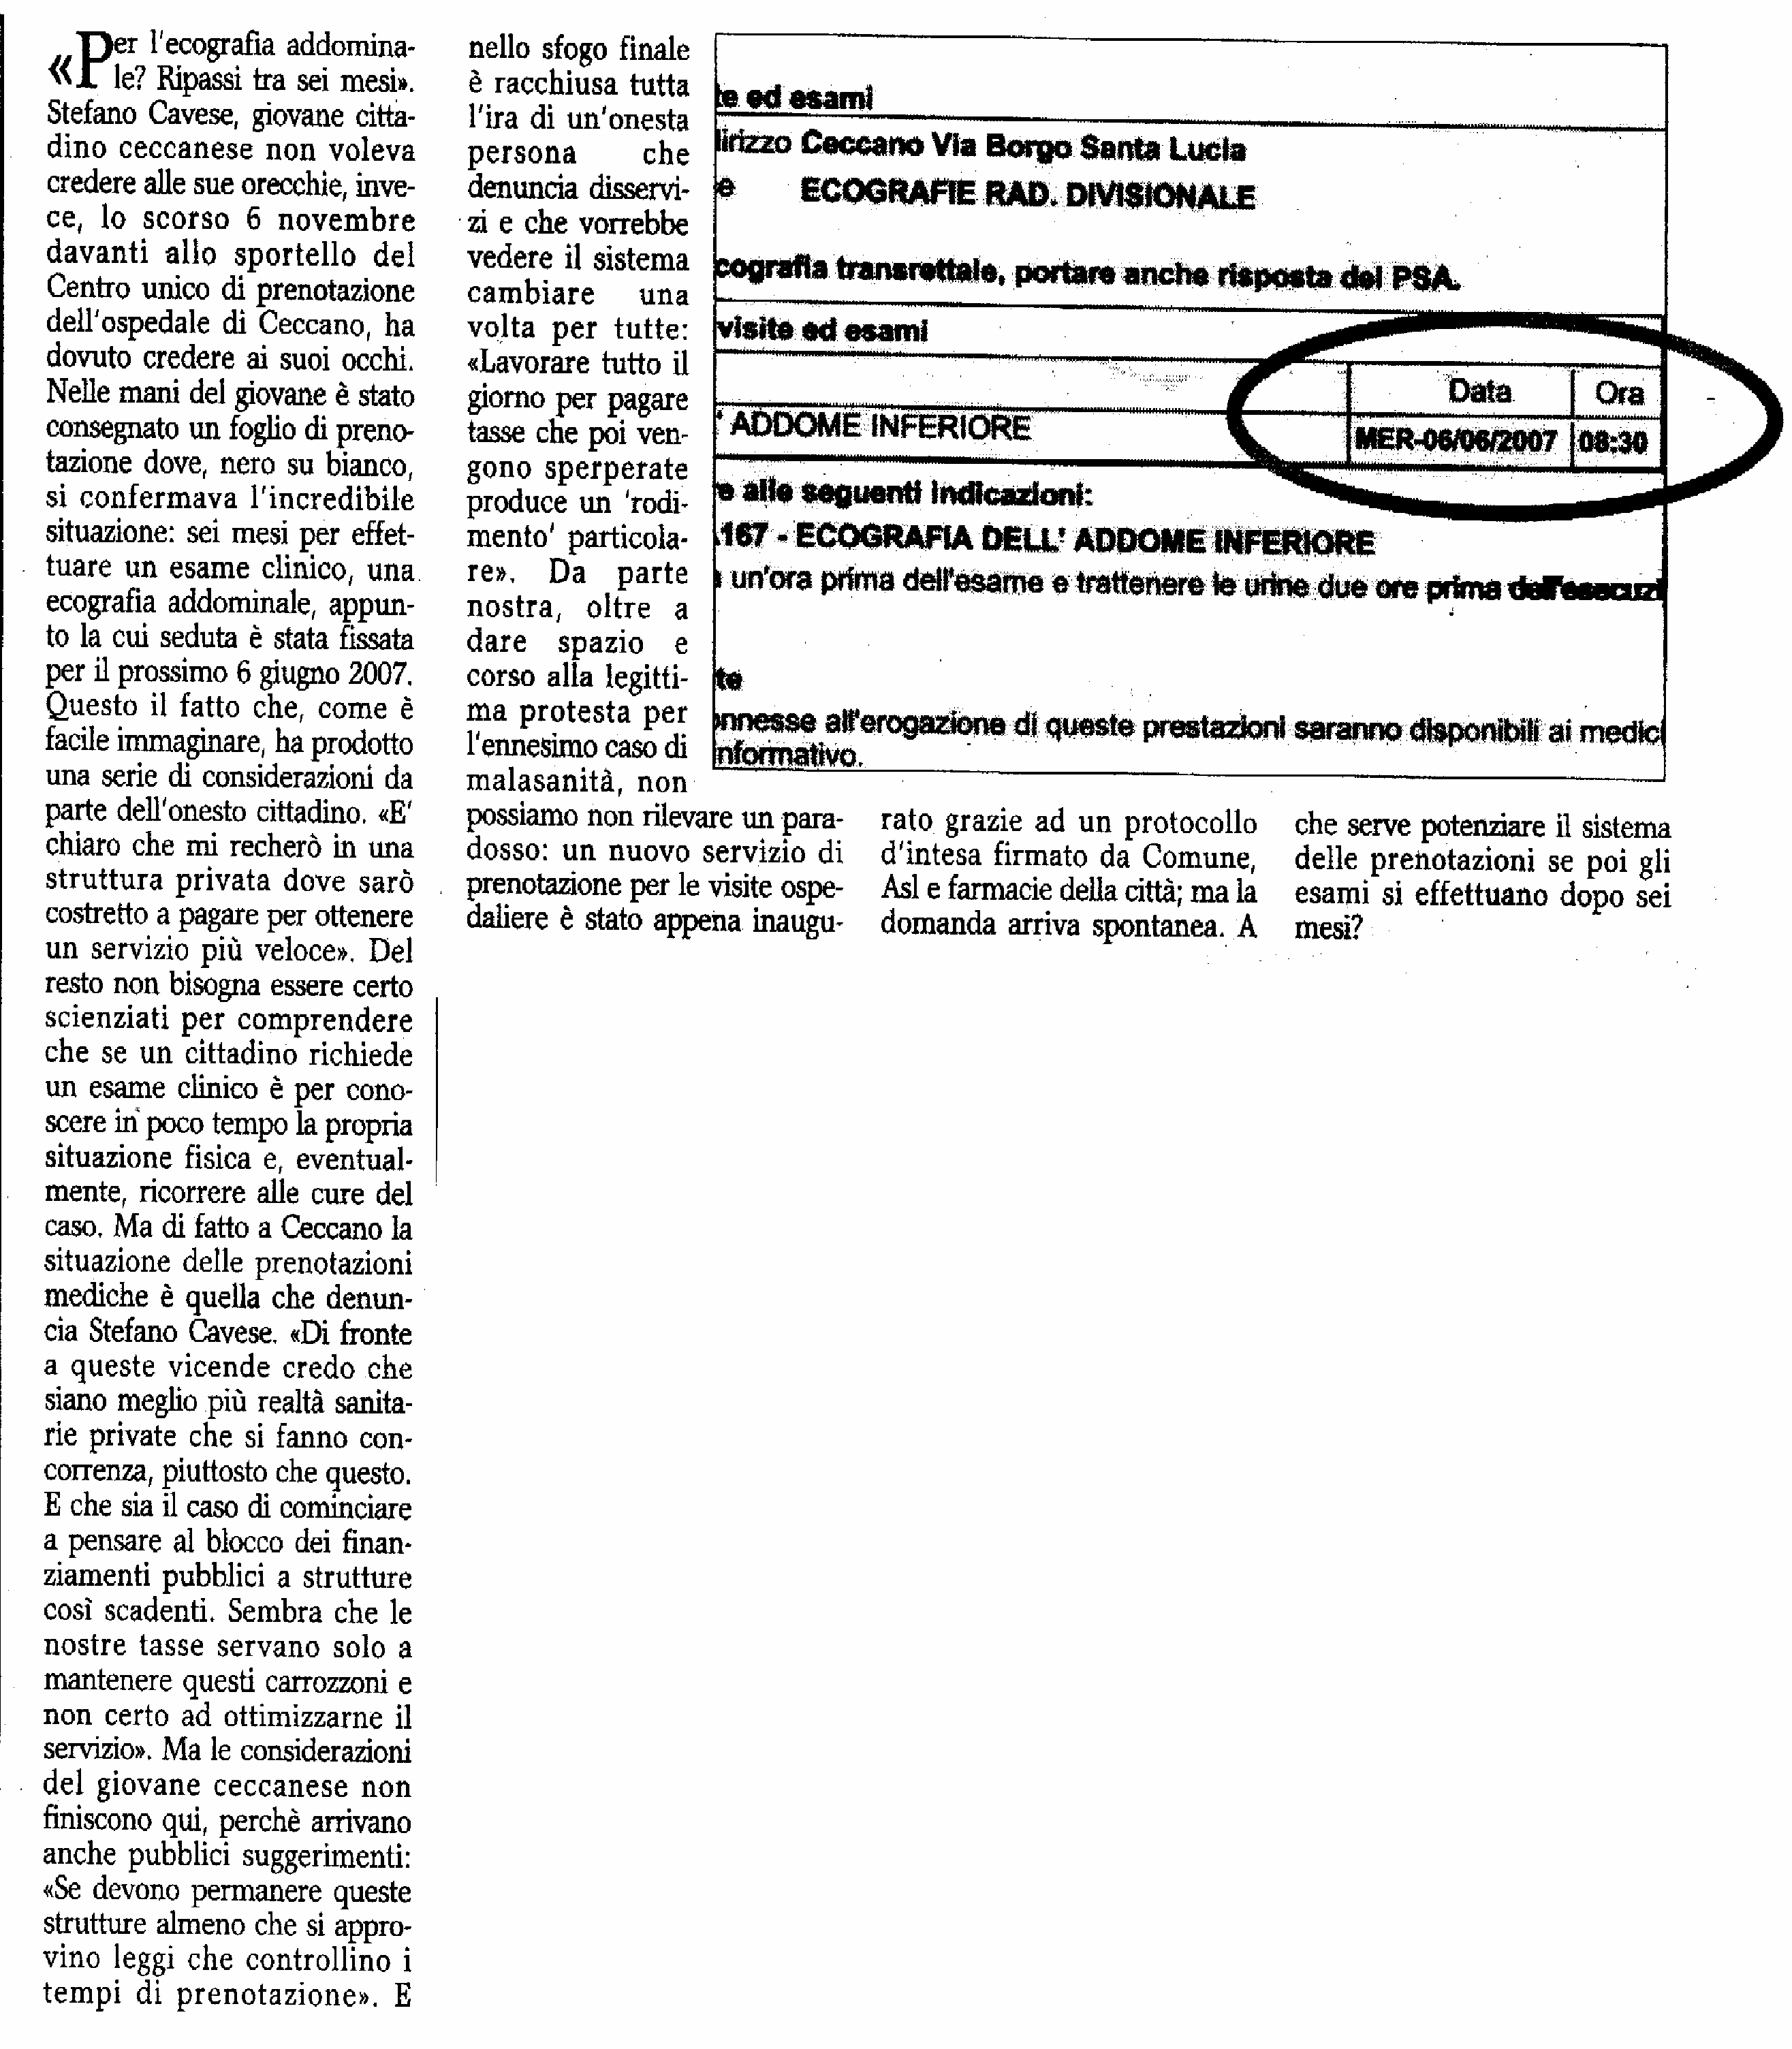 «Per l'ecografia addomina-
le? Ripassi tra sei mesi».
Stefano Cavese, giovane citta-
dino ceccanese non voleva
credere alle sue orecchie, inve-
ce, lo scorso 6 novembre
davanti allo sportello del
Centro unico di prenotazione
dell'ospedale di Ceccano, ha
dovuto credere ai suoi occhi.
Nelle mani del giovane è stato
consegnato un foglio di preno-
tazione dove, nero su bianco,
si confermava l'incredibile
situazione: sei mesi per effet-
tuare un esame clinico, una
ecografia addominale, appun-
to la cui seduta è stata fissata
per il prossimo 6 giugno 2007.
Questo il fatto che, come è
facile immaginare, ha prodotto
una serie di considerazioni da
parte dell'onesto cittadino. «E'
chiaro che mi recherò in una
struttura privata dove sarò
costretto a pagare per ottenere
un servizio più veloce». Del
resto non bisogna essere certo
scienziati per comprendere
che se un cittadino richiede
un esame clinico è per cono-
scere in poco tempo la propria
situazione fisica e, eventual-
mente, ricorrere alle cure del
caso. Ma di fatto a Ceccano la
situazione delle prenotazioni
mediche è quella che denun-
cia Stefano Cavese. «Di fronte
a queste vicende credo che
siano meglio più realtà sanita-
rie private che si fanno con-
correnza, piuttosto che questo.
E che sia il caso di cominciare
a pensare al blocco dei finan-
ziamenti pubblici a strutture
così scadenti. Sembra che le
nostre tasse servano solo a
mantenere questi carrozzoni e
non certo ad ottimizzarne il
servizio». Ma le considerazioni
del giovane ceccanese non
finiscono qui, perchè arrivano
anche pubblici suggerimenti:
«Se devono permanere queste
strutture almeno che si appro-
vino leggi che controllino i
tempi di prenotazione». E
nello sfogo finale
è racchiusa tutta
l'ira di un'onesta
persona che
denuncia disservi-
zi e che vorrebbe
vedere il sistema
cambiare una
volta per tutte:
«Lavorare tutto il
giorno per pagare
tasse che poi ven-
gono sperperate
produce un 'rodi-
mento' particola-
re». Da parte
nostra, oltre a
dare spazio e
corso alla legitti-
ma protesta per
l'ennesimo caso di
malasanità, non
possiamo non rilevare un para-
dosso: un nuovo servizio di
prenotazione per le visite ospe-
daliere è stato appena inaugu-
rato grazie ad un protocollo
d'intesa firmato da Comune,
Asl e farmacie della città; ma la
domanda arriva spontanea. A
che serve potenziare il sistema
delle prenotazioni se poi gli
esami si effettuano dopo sei
mesi?
te ed esami
dirizzo Ceccano Via Borgo Santa Lucia
e ECOGRAFIE RAD. DIVISIONALE
cografia transrettale, portare anche risposta del PSA.
visite ed esami
Data Ora
' ADDOME INFERIORE MER-06/06/2007 08:30
e alle seguenti indicazioni:
167 - ECOGRAFIA DELL' ADDOME INFERIORE
un'ora prima dell'esame e trattenere le urine due ore prima dell'esecuzi
te
nnesse all'erogazione di queste prestazioni saranno disponibili ai medici
informativo.